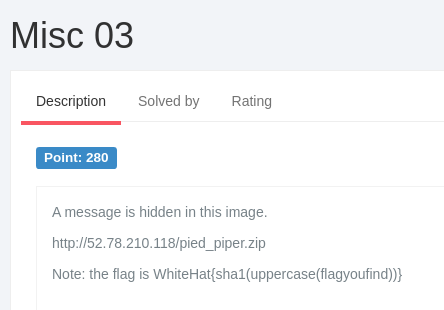 Misc 03
Description Solved by Rating
Point: 280
A message is hidden in this image.
http://52.78.210.118/pied_piper.zip
Note: the flag is WhiteHat{sha1(uppercase(flagyoufind))}